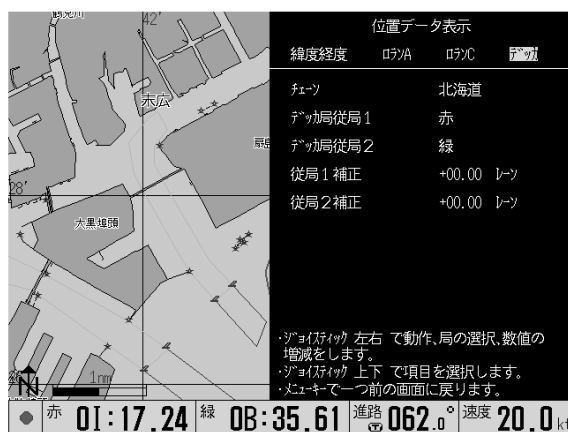 鶴見川
42'
末広
扇島
28'
大黒埠頭
1nm
N
位置データ表示
緯度経度 ロランA ロランC デッカ
チェーン 北海道
デッカ局従局1 赤
デッカ局従局2 緑
従局1補正 +00.00 レーン
従局2補正 +00.00 レーン
・ジョイスティック 左右 で動作、局の選択、数値の
増減をします。
・ジョイスティック 上下 で項目を選択します。
・メニューキーで一つ前の画面に戻ります。
赤 0I:17.24 緑 0B:35.61 進路 T 062.0° 速度 20.0 kt